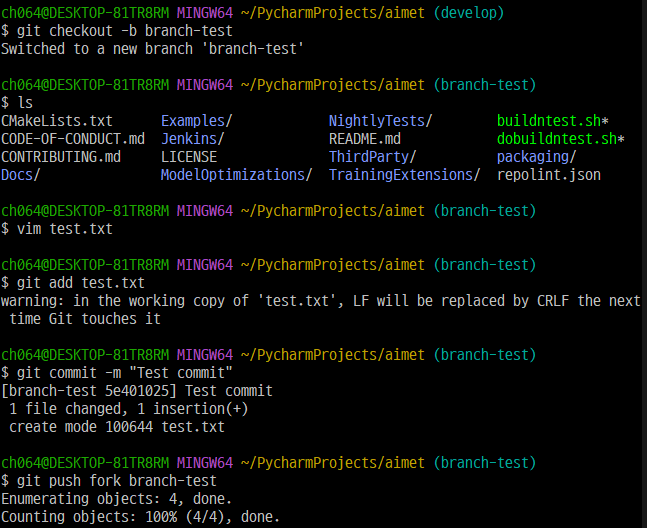 ch064@DESKTOP-81TR8RM MINGW64 ~/PycharmProjects/aimet (develop)
$ git checkout -b branch-test
Switched to a new branch 'branch-test'
ch064@DESKTOP-81TR8RM MINGW64 ~/PycharmProjects/aimet (branch-test)
$ ls
CMakeLists.txt Examples/ NightlyTests/ buildntest.sh*
CODE-OF-CONDUCT.md Jenkins/ README.md dobuildntest.sh*
CONTRIBUTING.md LICENSE ThirdParty/ packaging/
Docs/ ModelOptimizations/ TrainingExtensions/ repolint.json
ch064@DESKTOP-81TR8RM MINGW64 ~/PycharmProjects/aimet (branch-test)
$ vim test.txt
ch064@DESKTOP-81TR8RM MINGW64 ~/PycharmProjects/aimet (branch-test)
$ git add test.txt
warning: in the working copy of 'test.txt', LF will be replaced by CRLF the next
time Git touches it
ch064@DESKTOP-81TR8RM MINGW64 ~/PycharmProjects/aimet (branch-test)
$ git commit -m "Test commit"
[branch-test 5e401025] Test commit
1 file changed, 1 insertion(+)
create mode 100644 test.txt
ch064@DESKTOP-81TR8RM MINGW64 ~/PycharmProjects/aimet (branch-test)
$ git push fork branch-test
Enumerating objects: 4, done.
Counting objects: 100% (4/4), done.